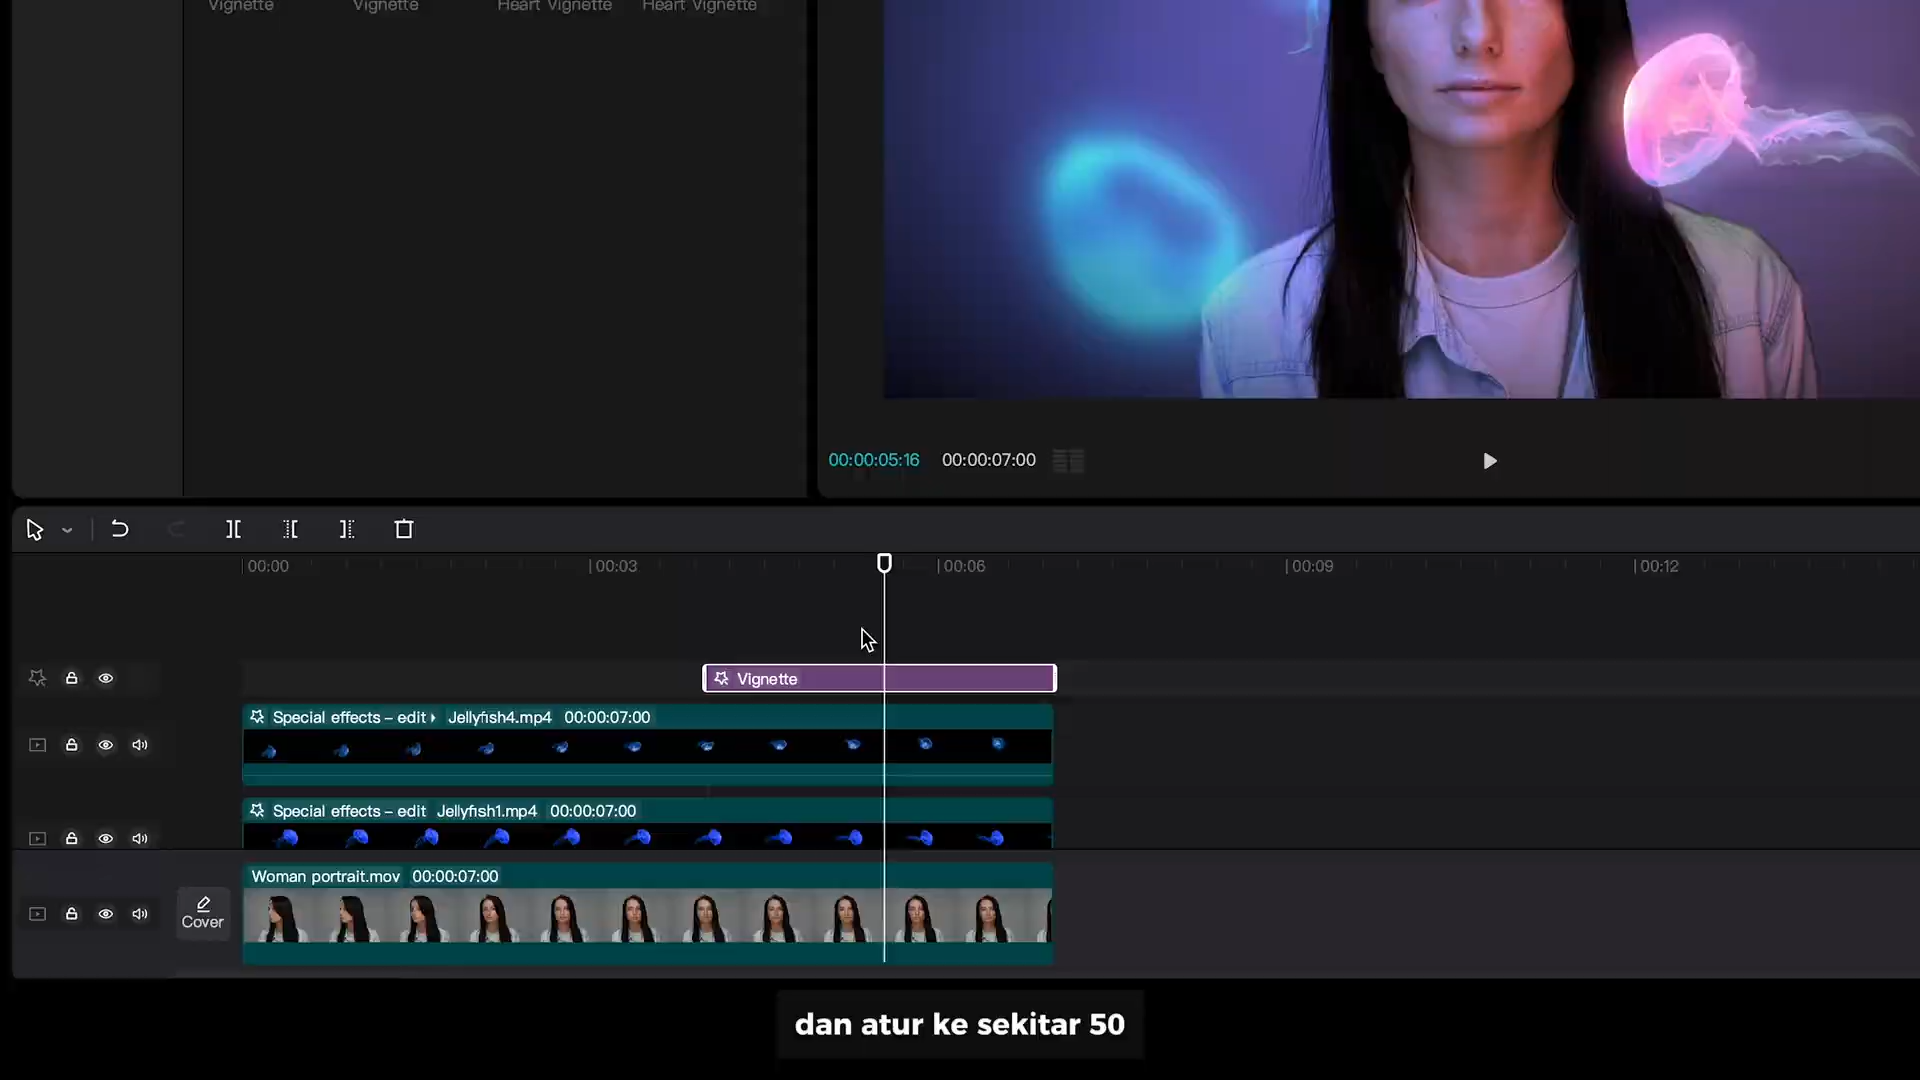 Vignette
Vignette
Heart Vignette
Heart Vignette
00:00:05:16
00:00:07:00
00:00
00:03
00:06
00:09
00:12
Vignette
Special effects – edit Jellyfish4.mp4 00:00:07:00
Special effects – edit Jellyfish1.mp4 00:00:07:00
Woman portrait.mov 00:00:07:00
Cover
dan atur ke sekitar 50